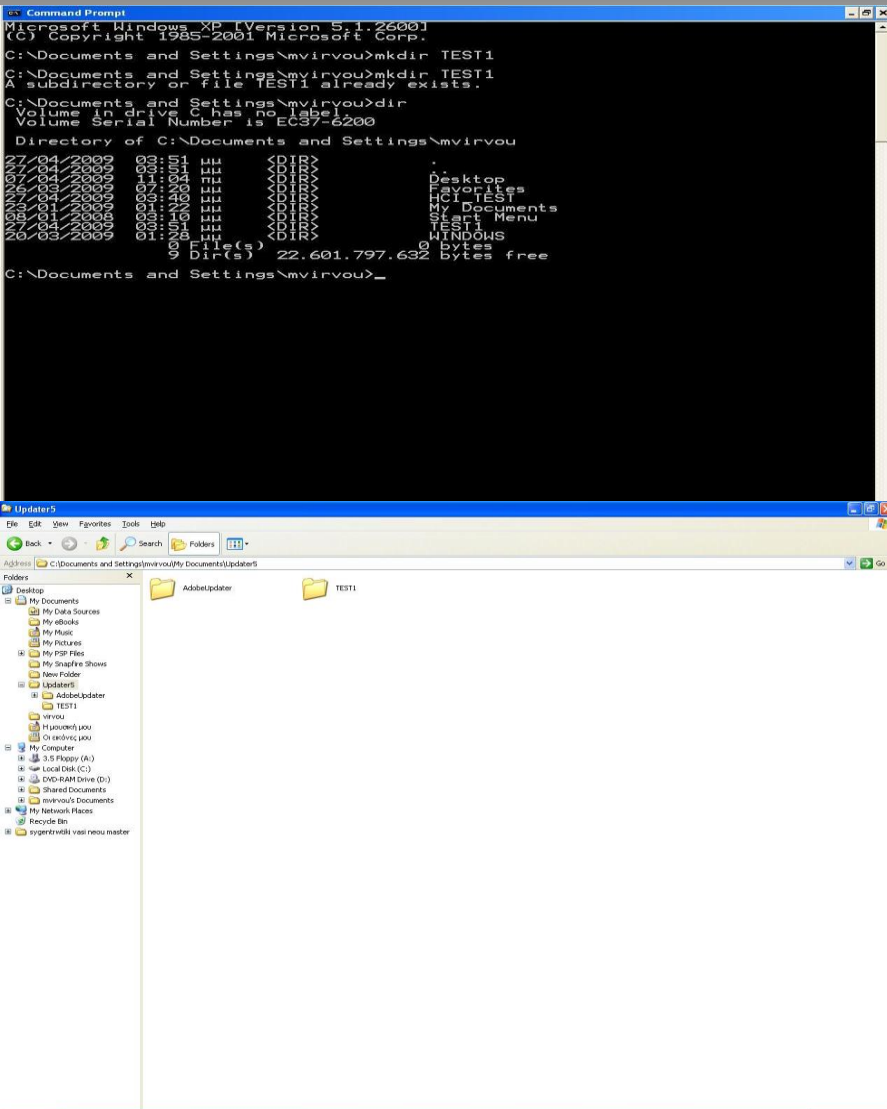 Command Prompt
Microsoft Windows XP [Version 5.1.2600]
(C) Copyright 1985-2001 Microsoft Corp.
C:\Documents and Settings\mvirvou>mkdir TEST1
C:\Documents and Settings\mvirvou>mkdir TEST1
A subdirectory or file TEST1 already exists.
C:\Documents and Settings\mvirvou>dir
Volume in drive C has no label.
Volume Serial Number is EC37-6200
Directory of C:\Documents and Settings\mvirvou
27/04/2009 03:51 μμ <DIR> .
27/04/2009 03:51 μμ <DIR> ..
07/04/2009 11:04 πμ <DIR> Desktop
26/03/2009 07:20 μμ <DIR> Favorites
27/04/2009 03:40 μμ <DIR> HCI_TEST
23/01/2009 01:22 μμ <DIR> My Documents
08/01/2008 03:10 μμ <DIR> Start Menu
27/04/2009 03:51 μμ <DIR> TEST1
20/03/2009 01:28 μμ <DIR> WINDOWS
0 File(s) 0 bytes
9 Dir(s) 22.601.797.632 bytes free
C:\Documents and Settings\mvirvou>_
Updater5
File Edit View Favorites Tools Help
Back Search Folders
Address C:\Documents and Settings\mvirvou\My Documents\Updater5 Go
Folders
Desktop
My Documents
My Data Sources
My eBooks
My Music
My Pictures
My PSP Files
My Snapfire Shows
New Folder
Updater5
AdobeUpdater
TEST1
virvou
Η μουσική μου
Οι εικόνες μου
My Computer
3.5 Floppy (A:)
Local Disk (C:)
DVD-RAM Drive (D:)
Shared Documents
mvirvou's Documents
My Network Places
Recycle Bin
sygentrwtiki vasi neou master
AdobeUpdater
TEST1